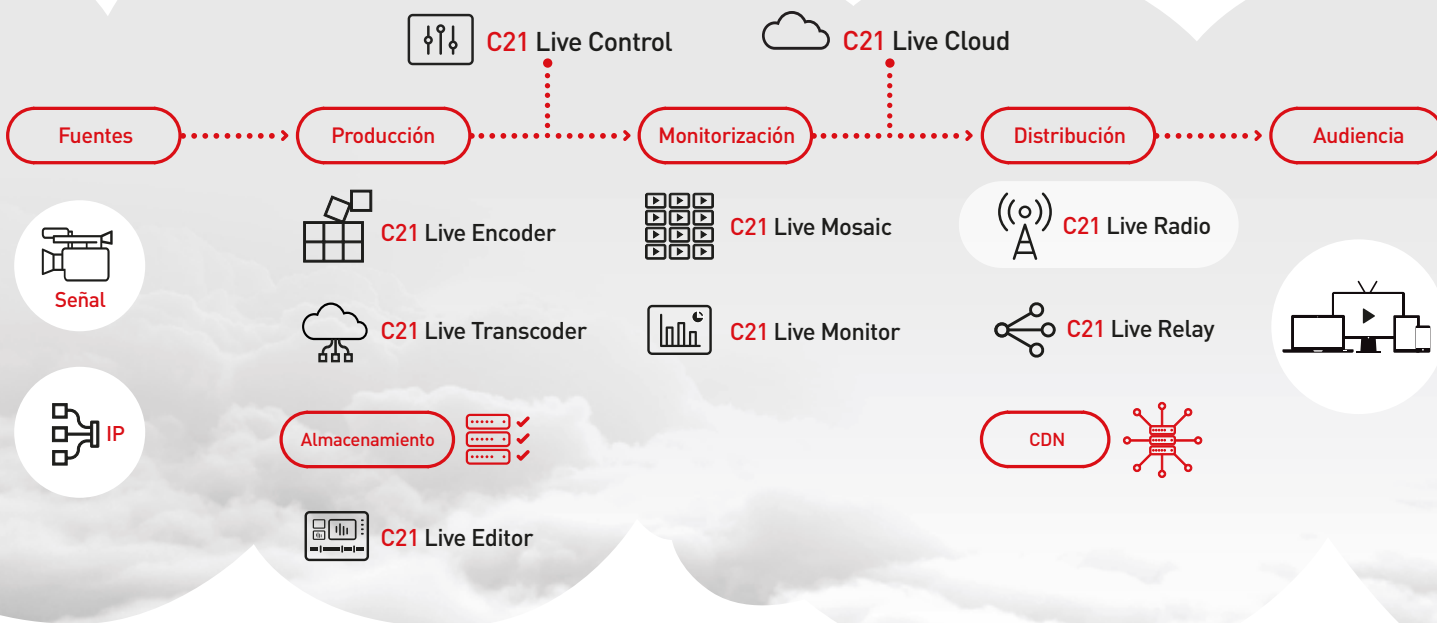 C21 Live Control
C21 Live Cloud
Fuentes
Producción
Monitorización
Distribución
Audiencia
Señal
IP
C21 Live Encoder
C21 Live Transcoder
Almacenamiento
C21 Live Editor
C21 Live Mosaic
C21 Live Monitor
C21 Live Radio
C21 Live Relay
CDN